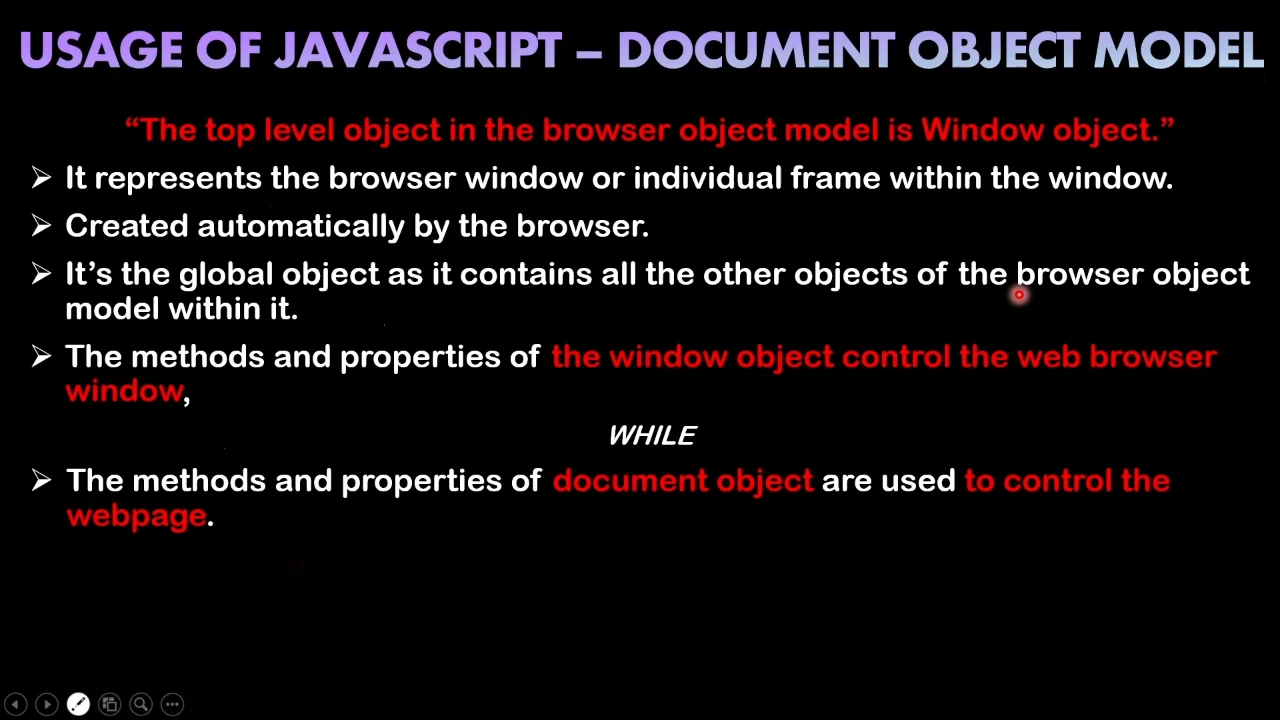 USAGE OF JAVASCRIPT – DOCUMENT OBJECT MODEL
“The top level object in the browser object model is Window object.”
➢ It represents the browser window or individual frame within the window.
➢ Created automatically by the browser.
➢ It’s the global object as it contains all the other objects of the browser object
model within it.
➢ The methods and properties of the window object control the web browser
window,
WHILE
➢ The methods and properties of document object are used to control the
webpage.